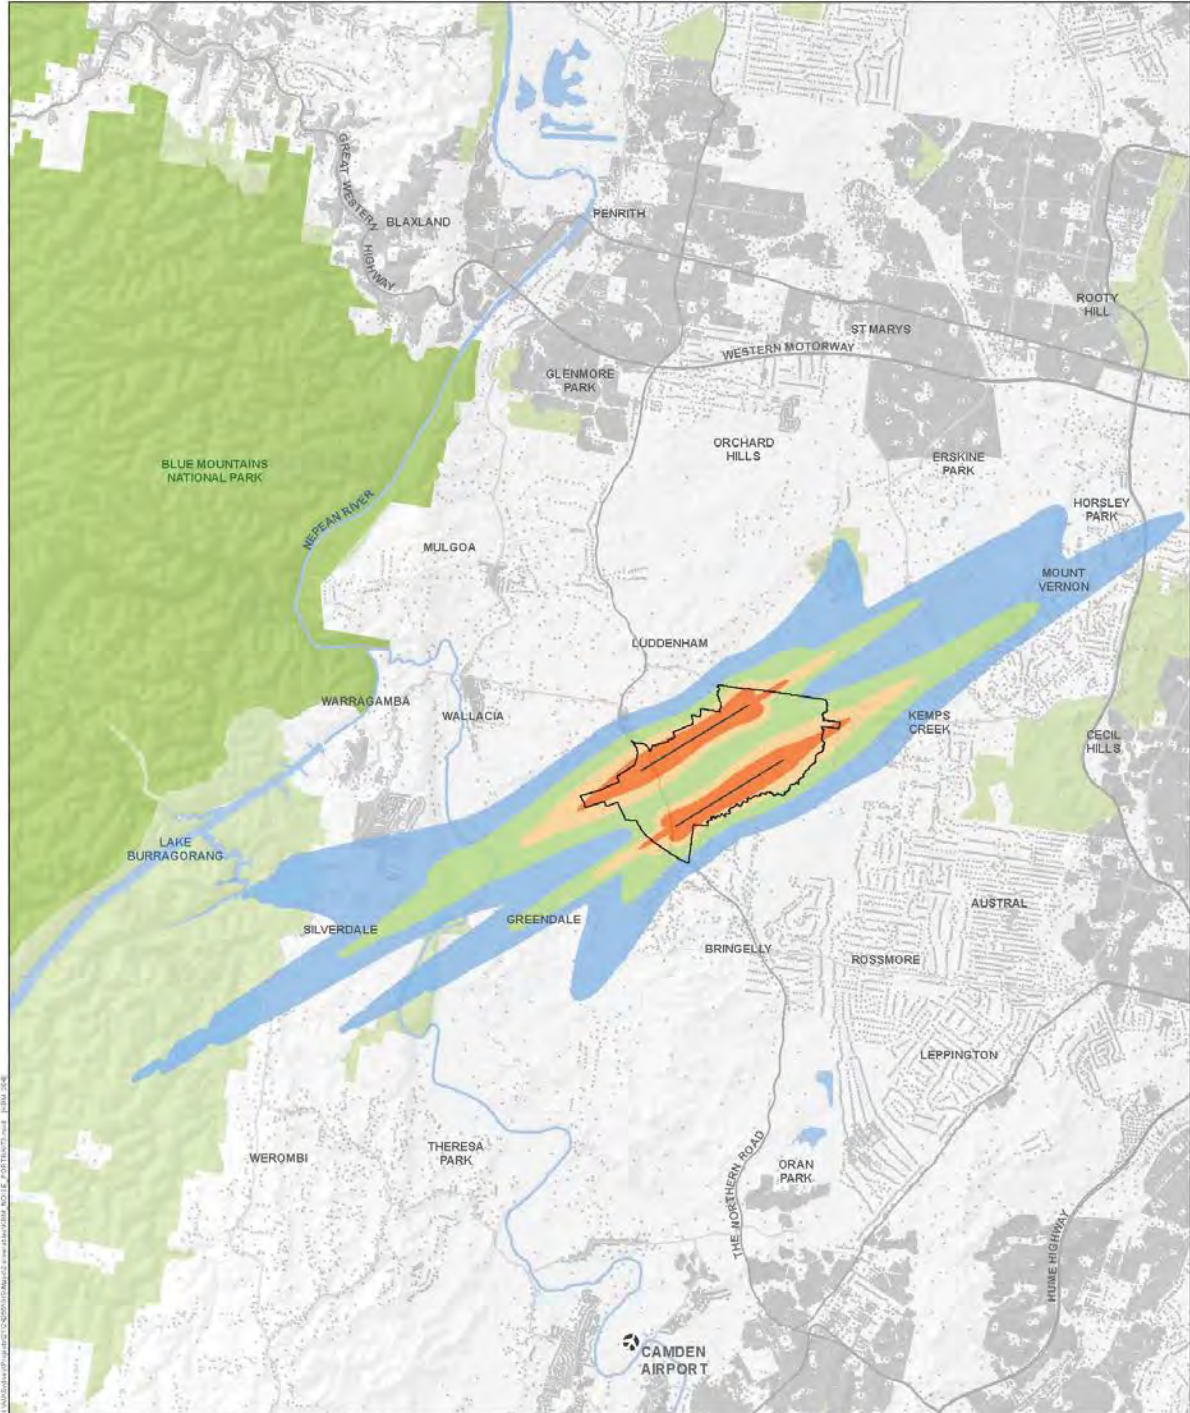 GREAT WESTERN
HIGHWAY
BLAXLAND
PENRITH
ROOTY
HILL
ST MARYS
WESTERN MOTORWAY
GLENMORE
PARK
ORCHARD
HILLS
ERSKINE
PARK
BLUE MOUNTAINS
NATIONAL PARK
NEPEAN RIVER
HORSLEY
PARK
MULGOA
MOUNT
VERNON
LUDDENHAM
WARRAGAMBA
WALLACIA
KEMPS
CREEK
CECIL
HILLS
LAKE
BURRAGORANG
SILVERDALE
GREENDALE
AUSTRAL
BRINGELLY
ROSSMORE
LEPPINGTON
THERESA
PARK
WEROMBI
ORAN
PARK
THE NORTHERN ROAD
HUME HIGHWAY
CAMDEN
AIRPORT